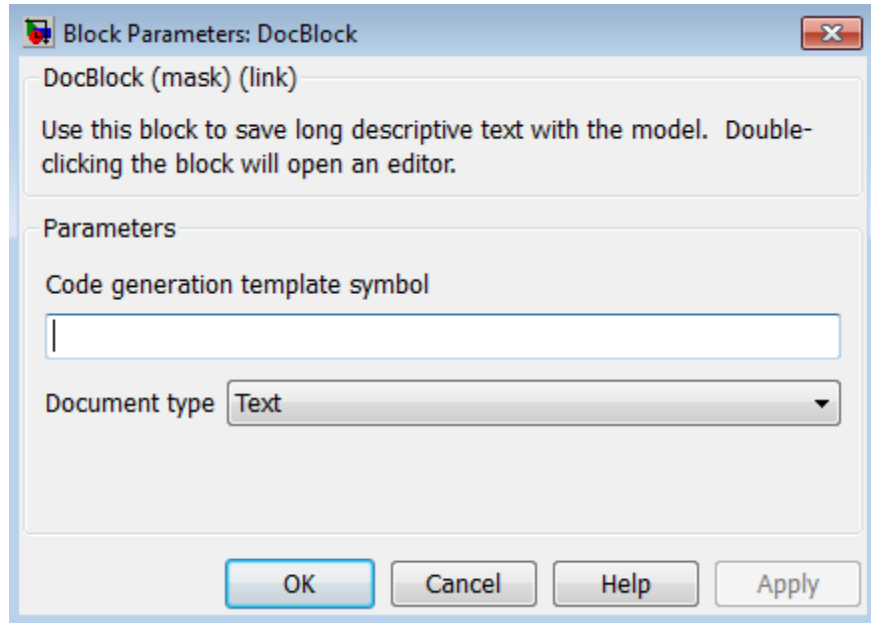 Block Parameters: DocBlock
DocBlock (mask) (link)
Use this block to save long descriptive text with the model.  Double-
clicking the block will open an editor.
Parameters
Code generation template symbol
Document type Text
OK Cancel Help Apply